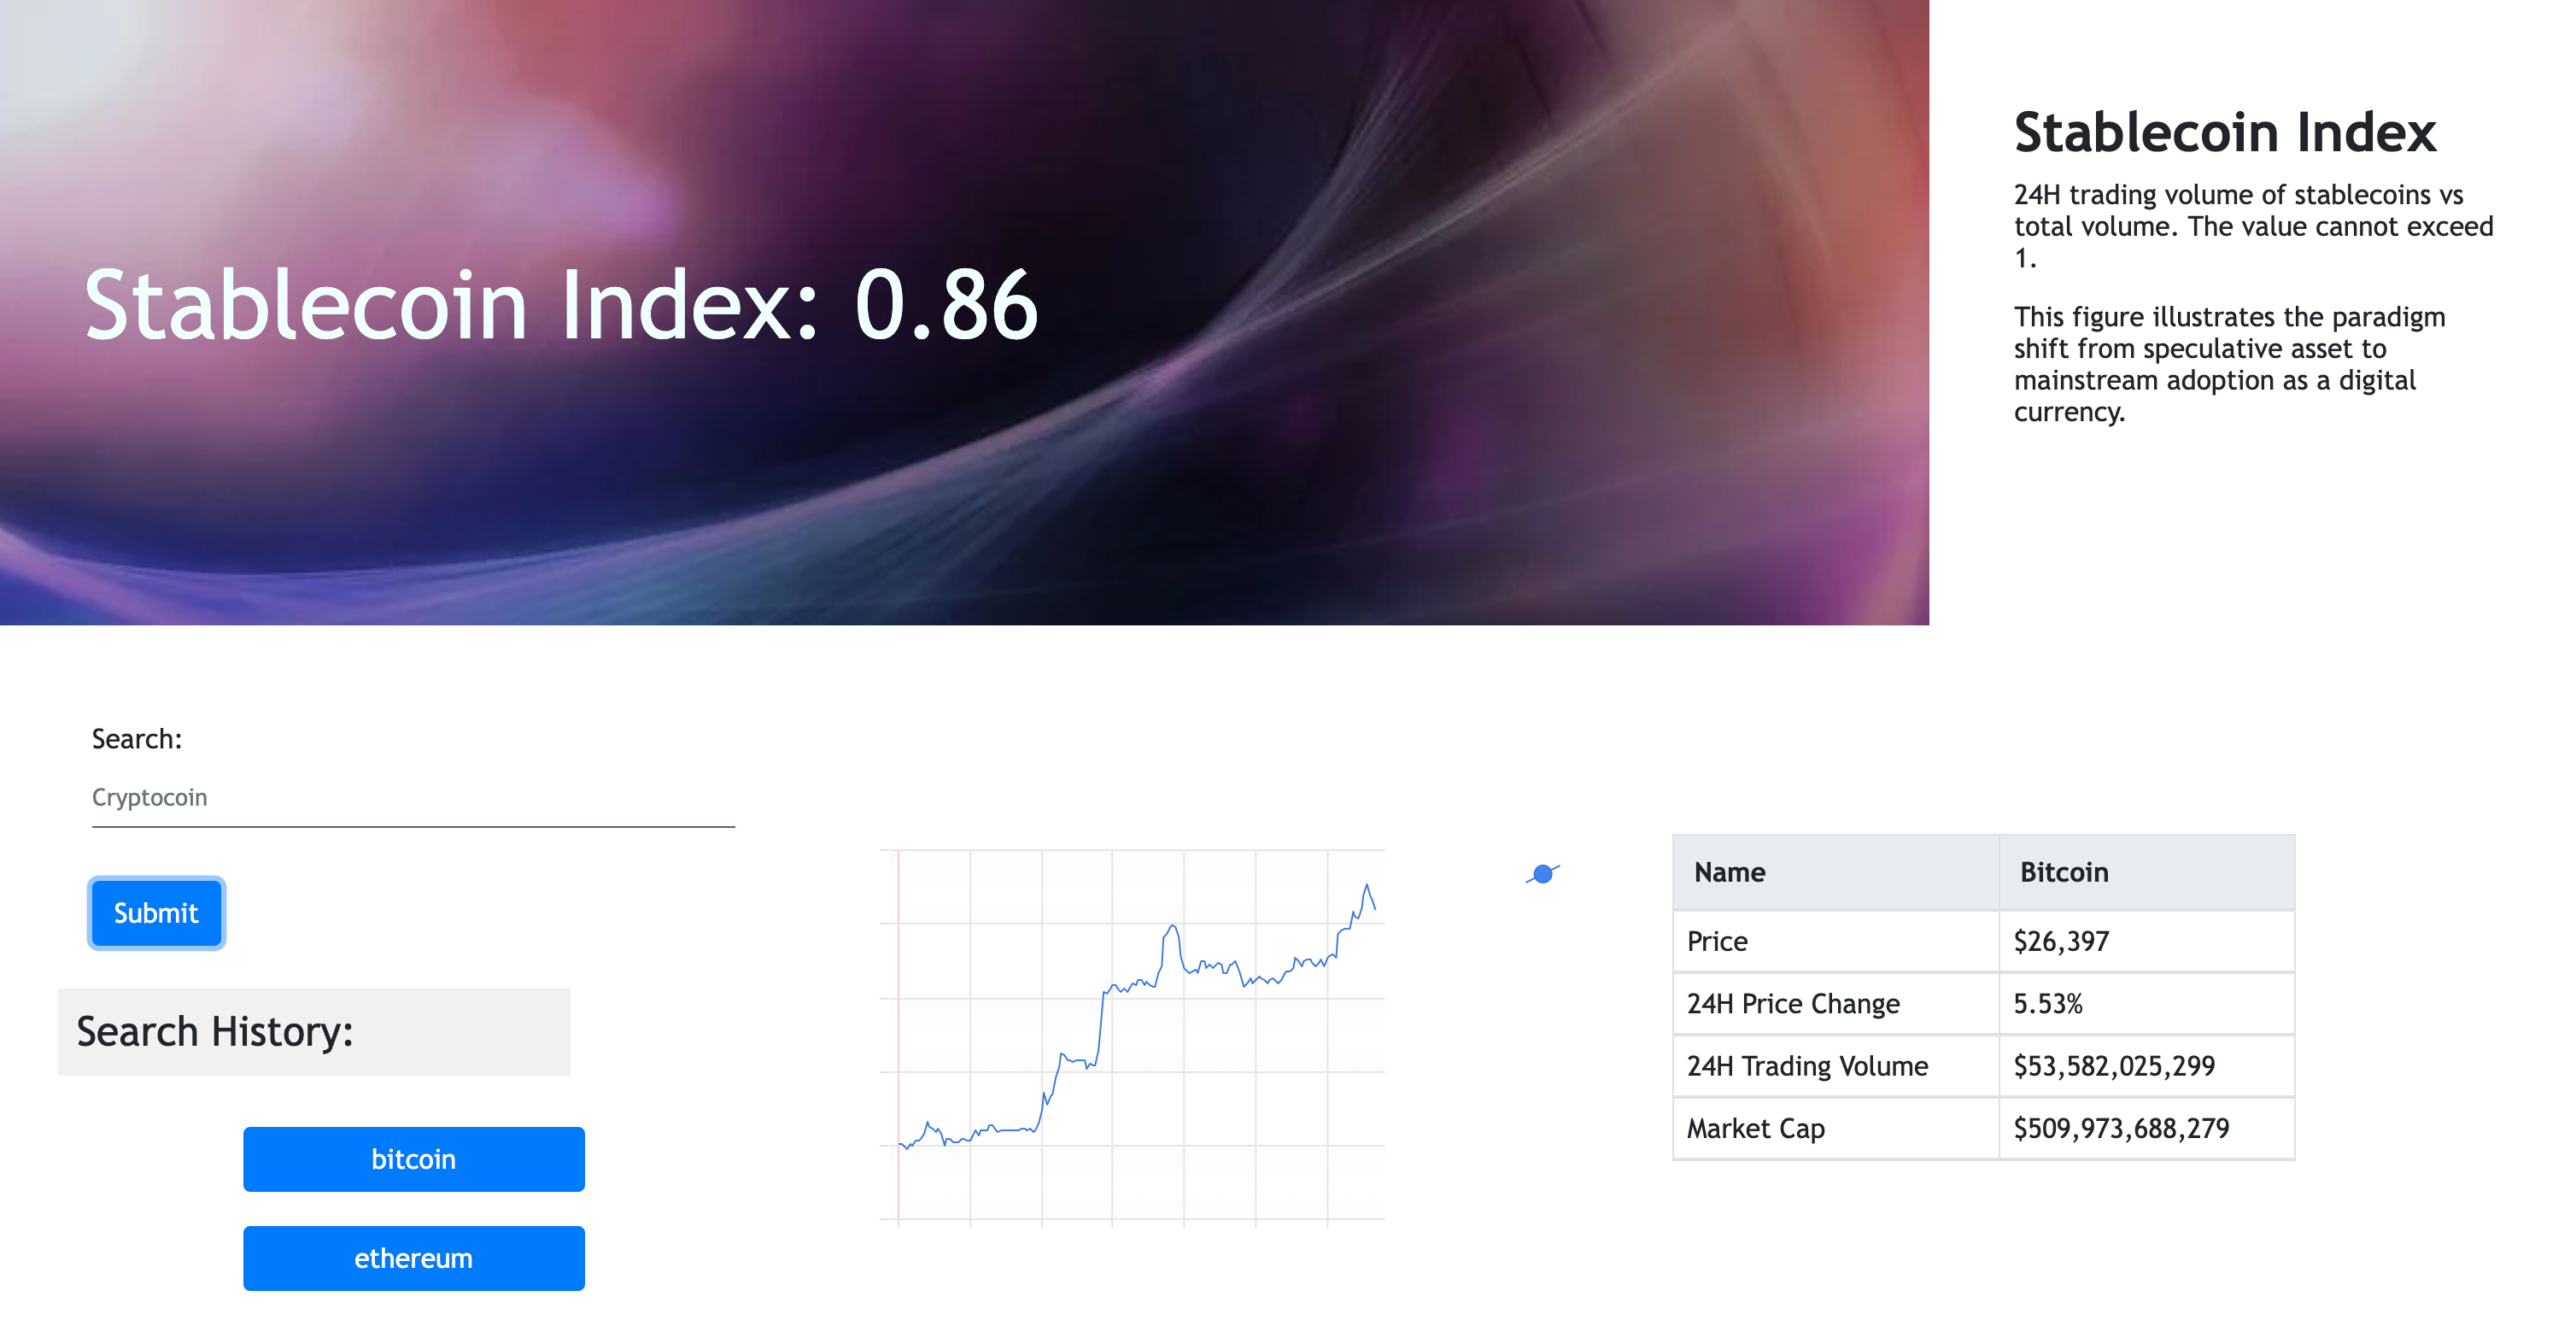 Stablecoin Index: 0.86
Stablecoin Index
24H trading volume of stablecoins vs
total volume. The value cannot exceed
1.
This figure illustrates the paradigm
shift from speculative asset to
mainstream adoption as a digital
currency.
Search:
Cryptocoin
Submit
Search History:
bitcoin
ethereum
Name Bitcoin
Price $26,397
24H Price Change 5.53%
24H Trading Volume $53,582,025,299
Market Cap $509,973,688,279